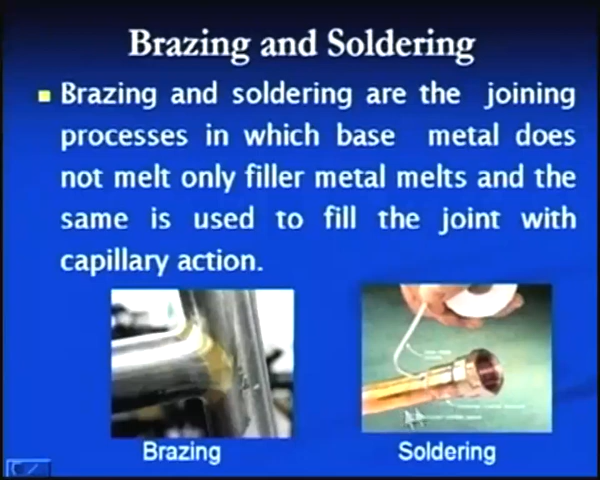 Brazing and Soldering
Brazing and soldering are the joining
processes in which base metal does
not melt only filler metal melts and the
same is used to fill the joint with
capillary action.
Brazing
Soldering